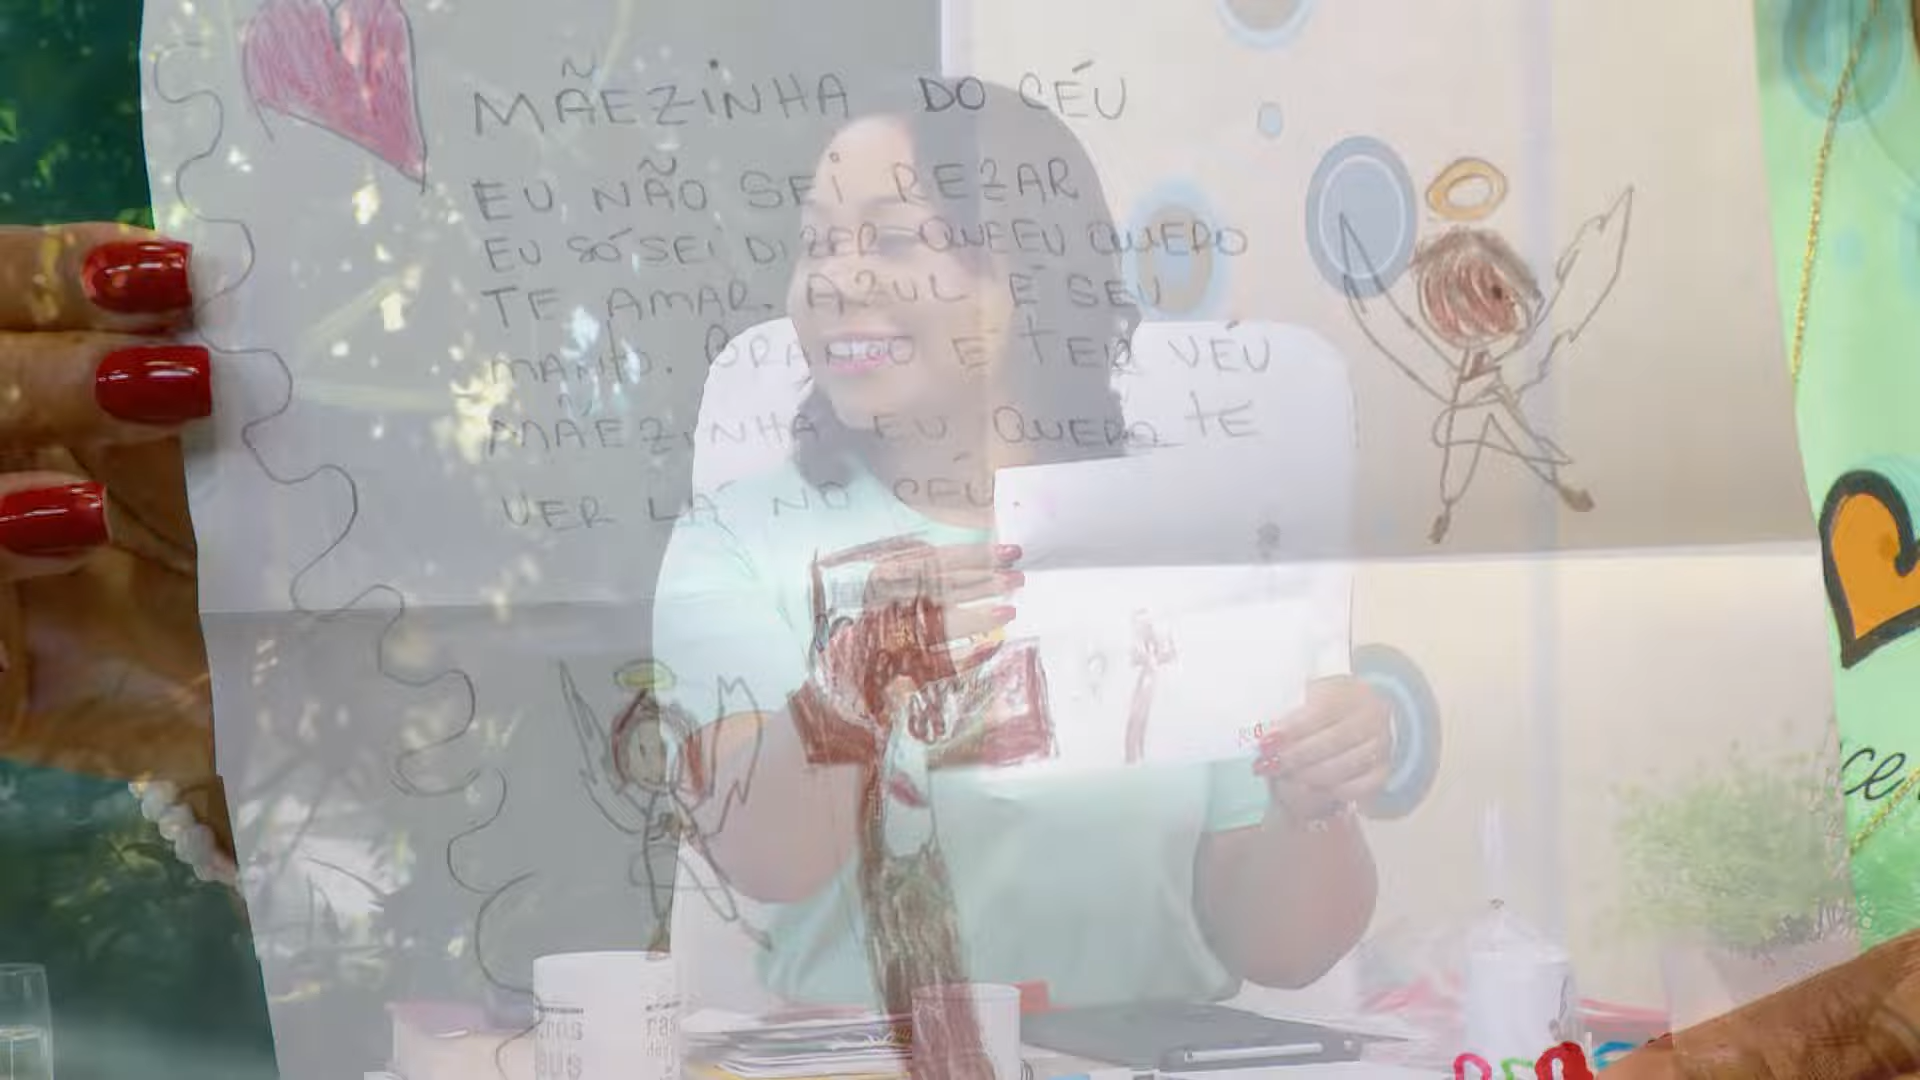 MÃEZINHA DO CÉU
EU NÃO SEI REZAR
EU SÓ SEI DIZER QUE EU QUERO
TE AMAR. AZUL É SEU
MANTO. BRANCO É TEU VÉU
MÃEZINHA EU QUERO TE
VER LÁ NO CÉU.
ce